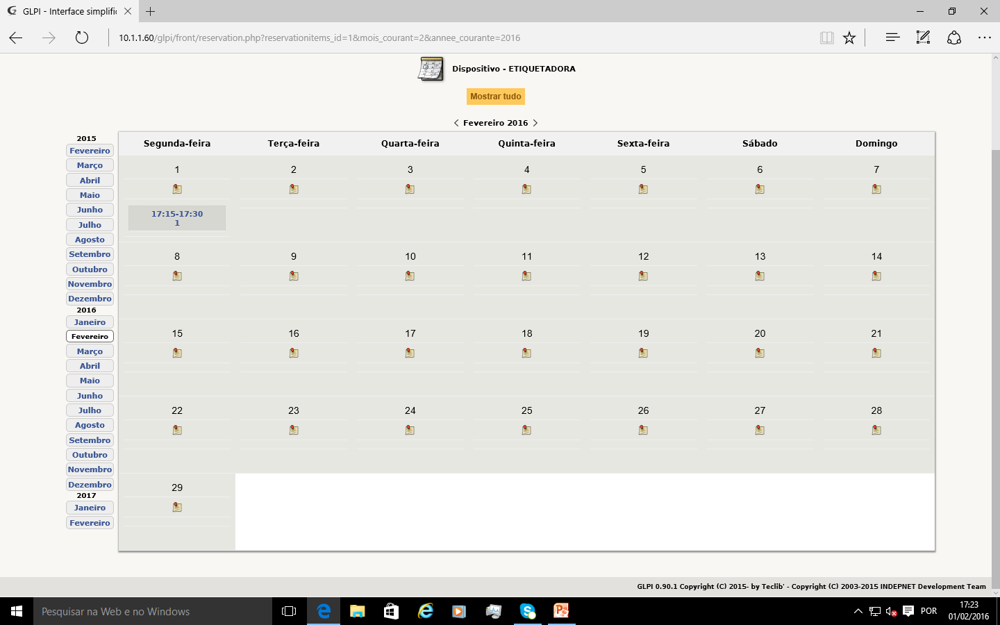 GLPI - Interface simplific
10.1.1.60/glpi/front/reservation.php?reservationitems_id=1&mois_courant=2&annee_courante=2016
Dispositivo - ETIQUETADORA
Mostrar tudo
Fevereiro 2016
2015
Fevereiro
Março
Abril
Maio
Junho
Julho
Agosto
Setembro
Outubro
Novembro
Dezembro
2016
Janeiro
Fevereiro
Março
Abril
Maio
Junho
Julho
Agosto
Setembro
Outubro
Novembro
Dezembro
2017
Janeiro
Fevereiro
Segunda-feira Terça-feira Quarta-feira Quinta-feira Sexta-feira Sábado Domingo
1 2 3 4 5 6 7
17:15-17:30
1
8 9 10 11 12 13 14
15 16 17 18 19 20 21
22 23 24 25 26 27 28
29
GLPI 0.90.1 Copyright (C) 2015- by Teclib' - Copyright (C) 2003-2015 INDEPNET Development Team
Pesquisar na Web e no Windows
POR
17:23
01/02/2016